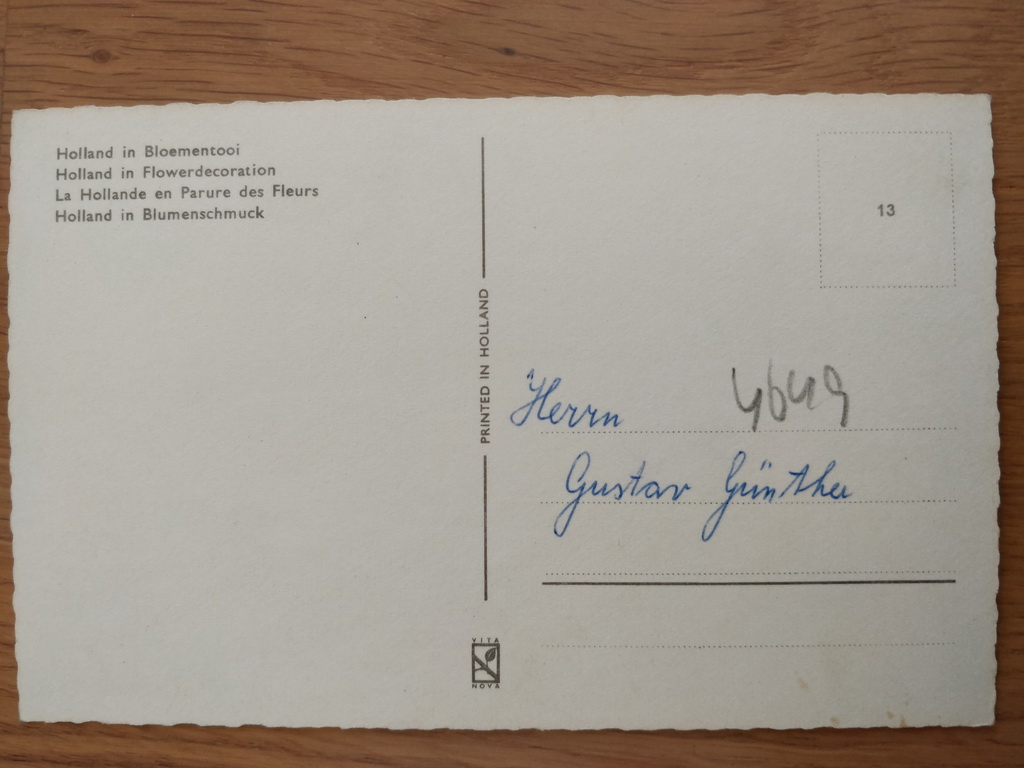 Holland in Bloementooi
Holland in Flowerdecoration
La Hollande en Parure des Fleurs
Holland in Blumenschmuck
PRINTED IN HOLLAND
13
Herrn
4649
Gustav Günther
VITA
NOVA